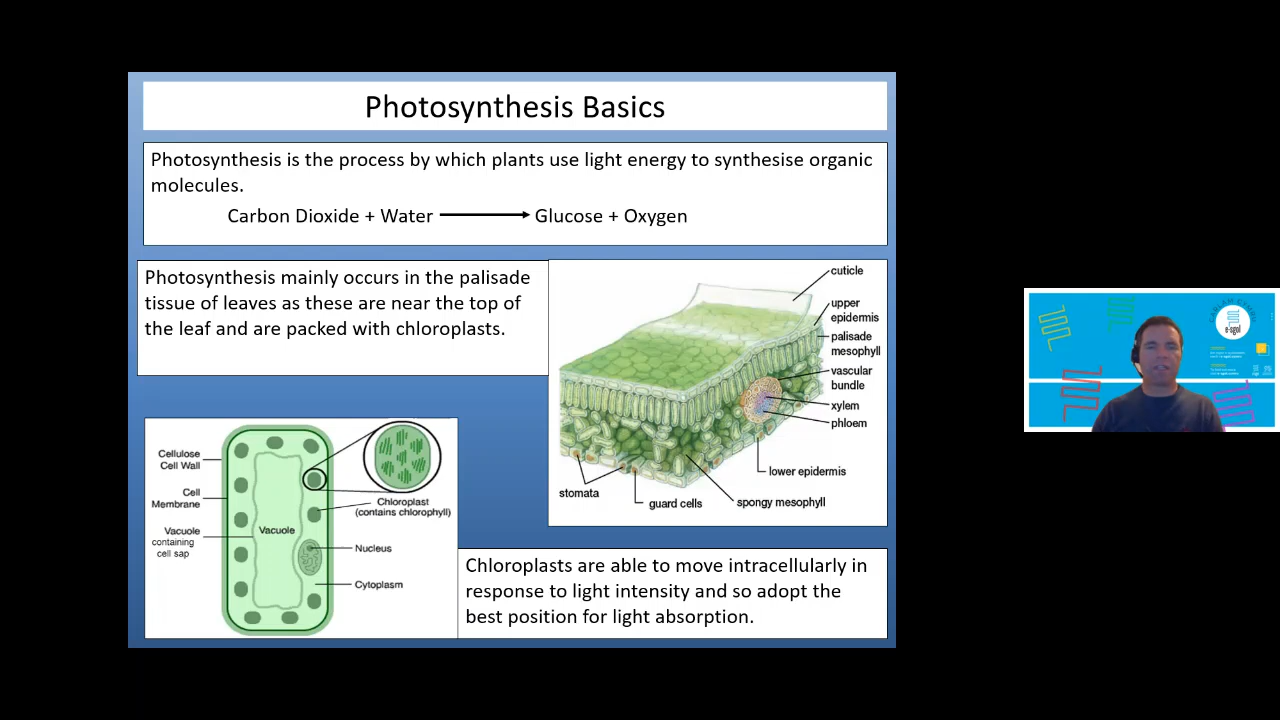 Photosynthesis Basics
Photosynthesis is the process by which plants use light energy to synthesise organic
molecules.
Carbon Dioxide + Water → Glucose + Oxygen
Photosynthesis mainly occurs in the palisade
tissue of leaves as these are near the top of
the leaf and are packed with chloroplasts.
cuticle
upper
epidermis
palisade
mesophyll
vascular
bundle
xylem
phloem
lower epidermis
stomata
guard cells
spongy mesophyll
Cellulose
Cell Wall
Cell
Membrane
Vacuole
containing
cell sap
Vacuole
Chloroplast
(contains chlorophyll)
Nucleus
Cytoplasm
Chloroplasts are able to move intracellularly in
response to light intensity and so adopt the
best position for light absorption.
e-sgol